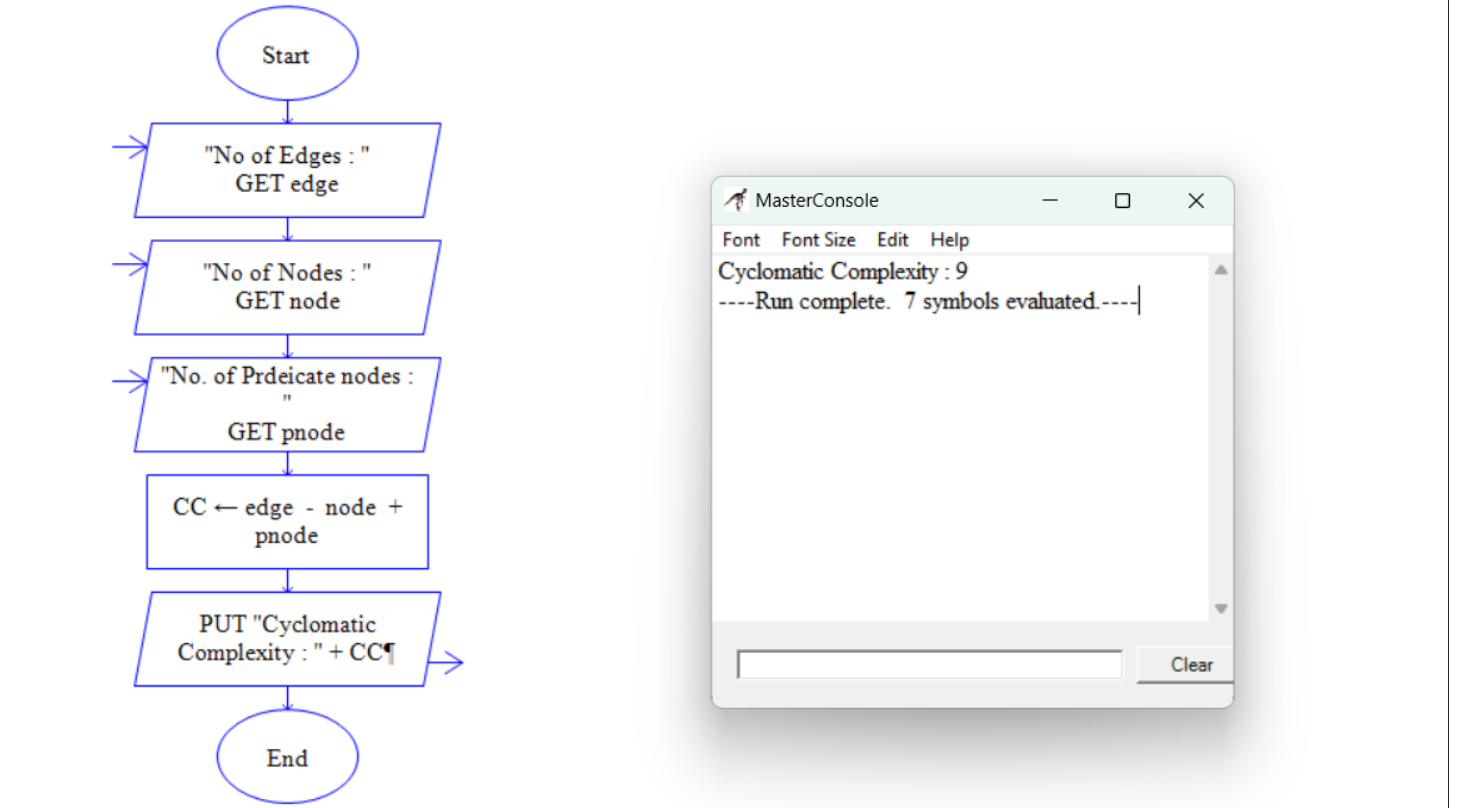 Start
"No of Edges : "
GET edge
"No of Nodes : "
GET node
"No. of Prdeicate nodes :
"
GET pnode
CC ← edge - node +
pnode
PUT "Cyclomatic
Complexity : " + CC¶
End
MasterConsole
Font Font Size Edit Help
Cyclomatic Complexity : 9
----Run complete. 7 symbols evaluated.----
Clear